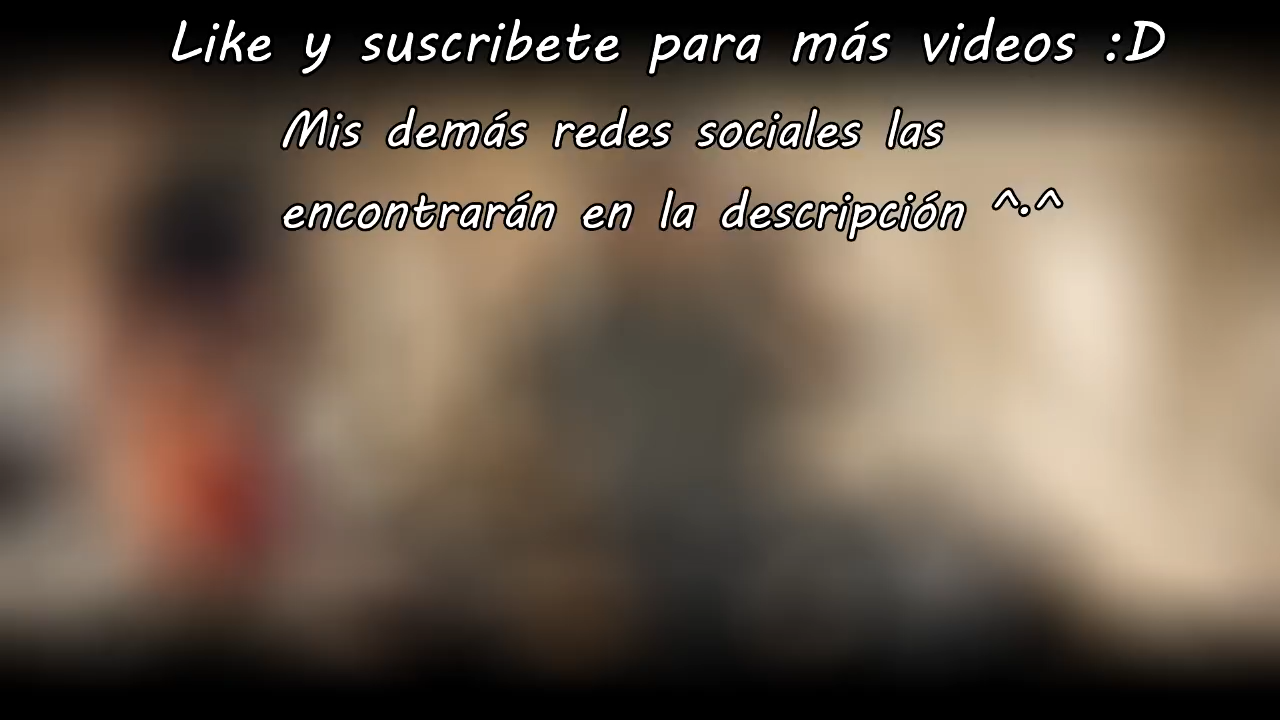 Like y suscribete para más videos :D
Mis demás redes sociales las
encontrarán en la descripción ^.^